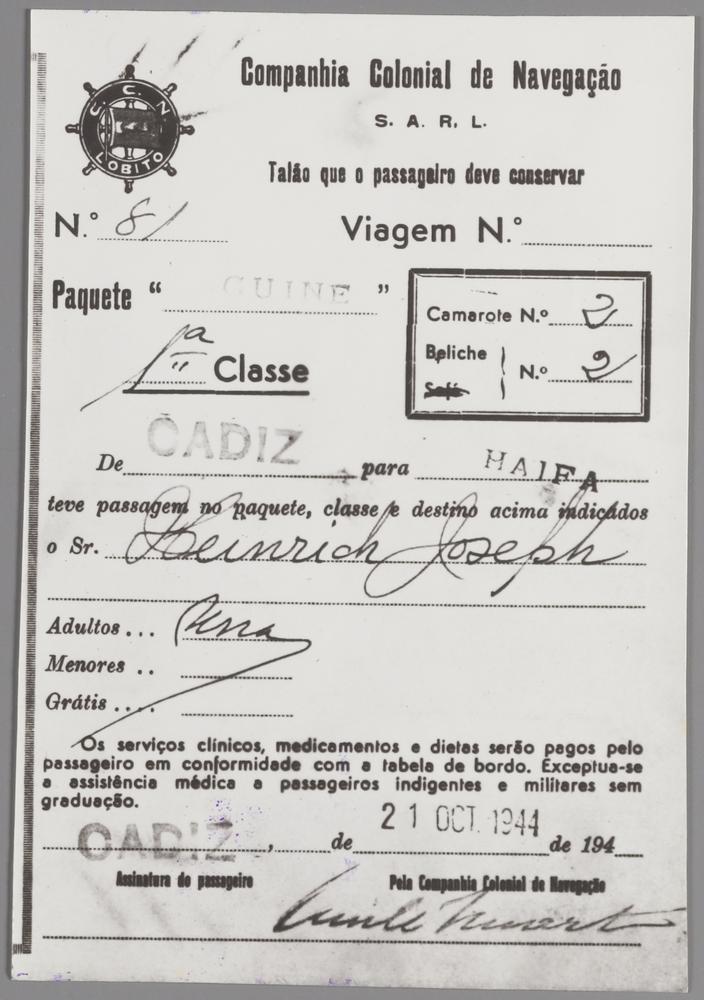 C. C. N.
LOBITO
Companhia Colonial de Navegação
S. A. R. L.
Talão que o passageiro deve conservar
N.º 81 Viagem N.º
Paquete “ GUINE ”
1ª Classe
Camarote N.º 2
Beliche
Sofá
N.º 2
De CADIZ para HAIFA
teve passagem no paquete, classe e destino acima indicados
o Sr. Heinrich Joseph
Adultos ...
Menores ..
Grátis ....
Os serviços clínicos, medicamentos e dietas serão pagos pelo
passageiro em conformidade com a tabela de bordo. Exceptua-se
a assistência médica a passageiros indigentes e militares sem
graduação.
CADIZ, de 21 OCT. 1944 de 194
Assinatura do passageiro Pela Companhia Colonial de Navegação